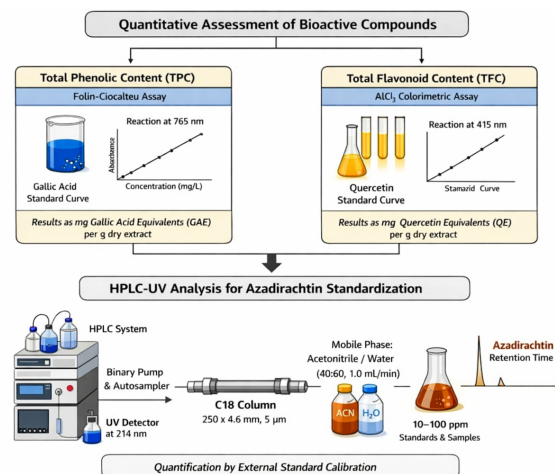 Quantitative Assessment of Bioactive Compounds
Total Phenolic Content (TPC)
Folin-Ciocalteu Assay
Reaction at 765 nm
Absorbance
Concentration (mg/L)
Gallic Acid
Standard Curve
Results as mg Gallic Acid Equivalents (GAE)
per g dry extract
Total Flavonoid Content (TFC)
AlCl₃ Colorimetric Assay
Reaction at 415 nm
Quercetin
Standard Curve
Stamarid Curve
Results as mg Quercetin Equivalents (QE)
per g dry extract
HPLC-UV Analysis for Azadirachtin Standardization
HPLC System
Binary Pump
& Autosampler
UV Detector
at 214 nm
C18 Column
250 x 4.6 mm, 5 µm
Mobile Phase:
Acetonitrile / Water
(40:60, 1.0 mL/min)
ACN
H₂O
10–100 ppm
Standards & Samples
Azadirachtin
Retention Time
Quantification by External Standard Calibration